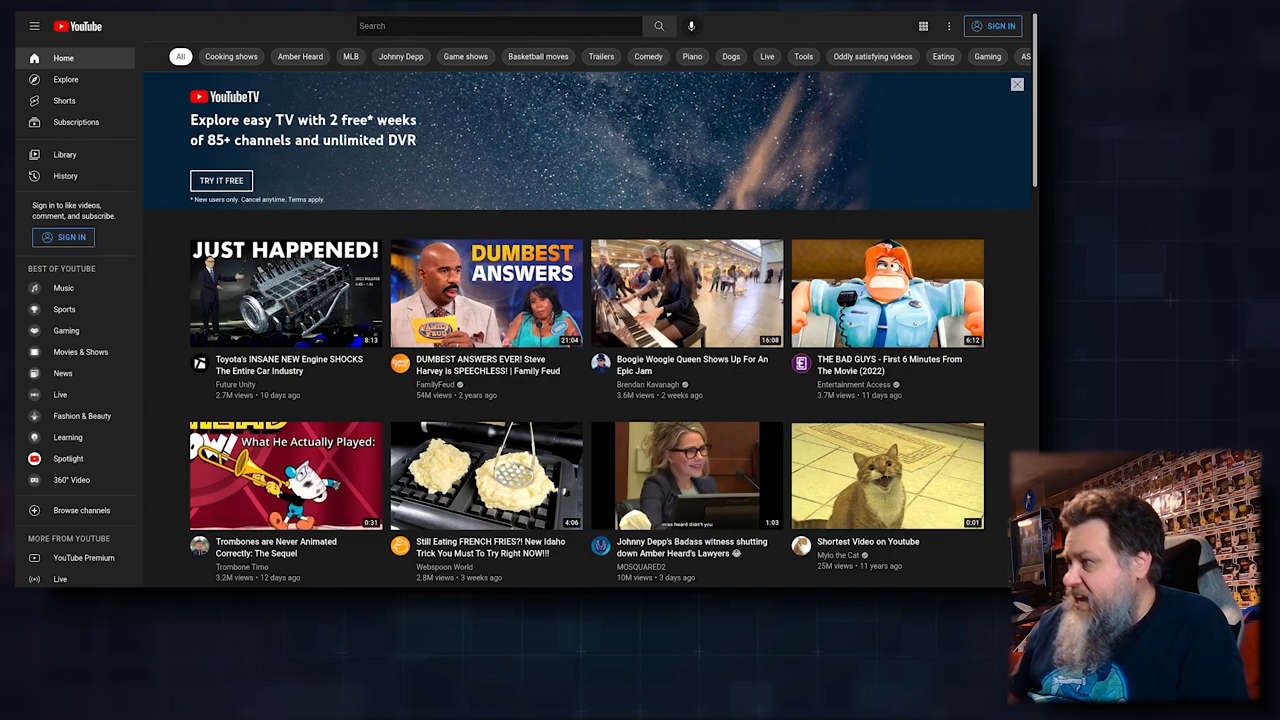 YouTube
Search
SIGN IN
Home
Explore
Shorts
Subscriptions
Library
History
Sign in to like videos,
comment, and subscribe.
SIGN IN
BEST OF YOUTUBE
Music
Sports
Gaming
Movies & Shows
News
Live
Fashion & Beauty
Learning
Spotlight
360° Video
Browse channels
MORE FROM YOUTUBE
YouTube Premium
Live
All Cooking shows Amber Heard MLB Johnny Depp Game shows Basketball moves Trailers Comedy Piano Dogs Live Tools Oddly satisfying videos Eating Gaming AS
YouTubeTV
Explore easy TV with 2 free* weeks
of 85+ channels and unlimited DVR
TRY IT FREE
* New users only. Cancel anytime. Terms apply.
JUST HAPPENED!
8:13
Toyota's INSANE NEW Engine SHOCKS
The Entire Car Industry
Future Unity
2.7M views • 10 days ago
DUMBEST
ANSWERS
21:04
DUMBEST ANSWERS EVER! Steve
Harvey is SPEECHLESS! | Family Feud
FamilyFeud
54M views • 2 years ago
16:08
Boogie Woogie Queen Shows Up For An
Epic Jam
Brendan Kavanagh
3.6M views • 2 weeks ago
6:12
THE BAD GUYS - First 6 Minutes From
The Movie (2022)
Entertainment Access
3.7M views • 11 days ago
What He Actually Played:
0:31
Trombones are Never Animated
Correctly: The Sequel
Trombone Timo
3.2M views • 12 days ago
4:06
Still Eating FRENCH FRIES?! New Idaho
Trick You Must To Try Right NOW!!!
Webspoon World
2.8M views • 3 weeks ago
miss heard didn't you
1:03
Johnny Depp's Badass witness shutting
down Amber Heard's Lawyers 😂
MOSQUARED2
10M views • 3 days ago
0:01
Shortest Video on Youtube
Mylo the Cat
25M views • 11 years ago